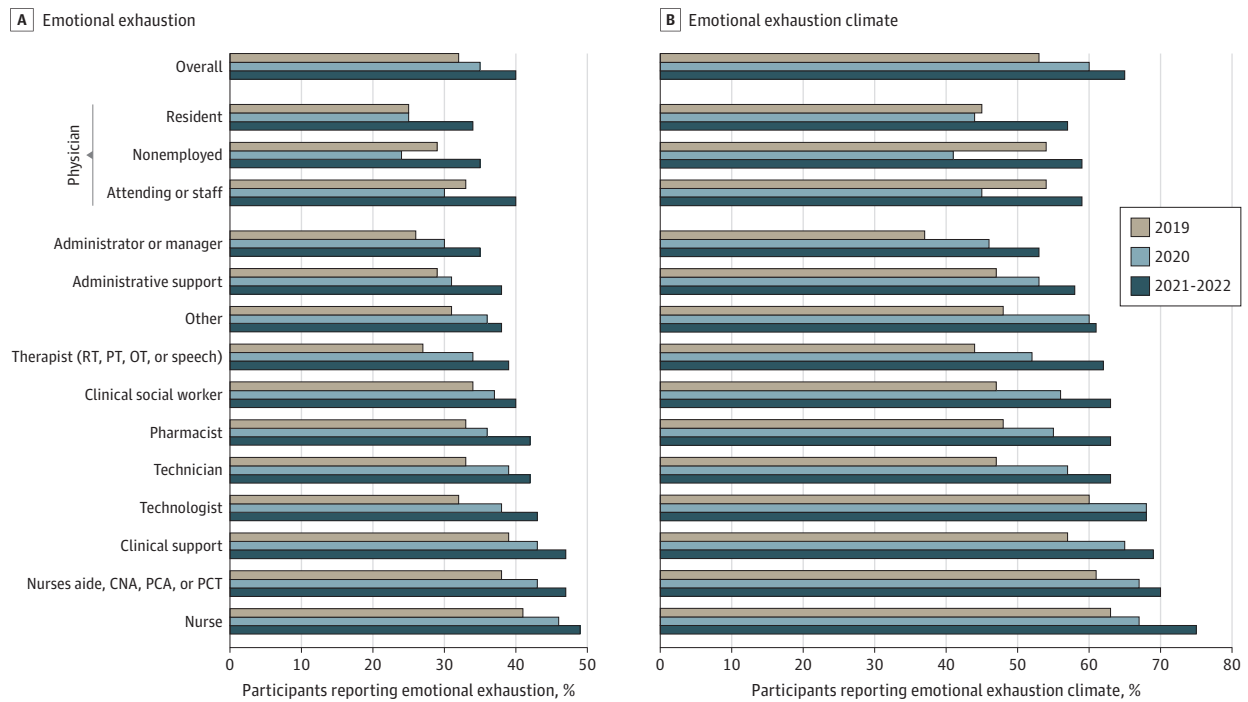 A Emotional exhaustion
Overall
Physician
Resident
Nonemployed
Attending or staff
Administrator or manager
Administrative support
Other
Therapist (RT, PT, OT, or speech)
Clinical social worker
Pharmacist
Technician
Technologist
Clinical support
Nurses aide, CNA, PCA, or PCT
Nurse
0 10 20 30 40 50
Participants reporting emotional exhaustion, %
B Emotional exhaustion climate
2019
2020
2021-2022
0 10 20 30 40 50 60 70 80
Participants reporting emotional exhaustion climate, %